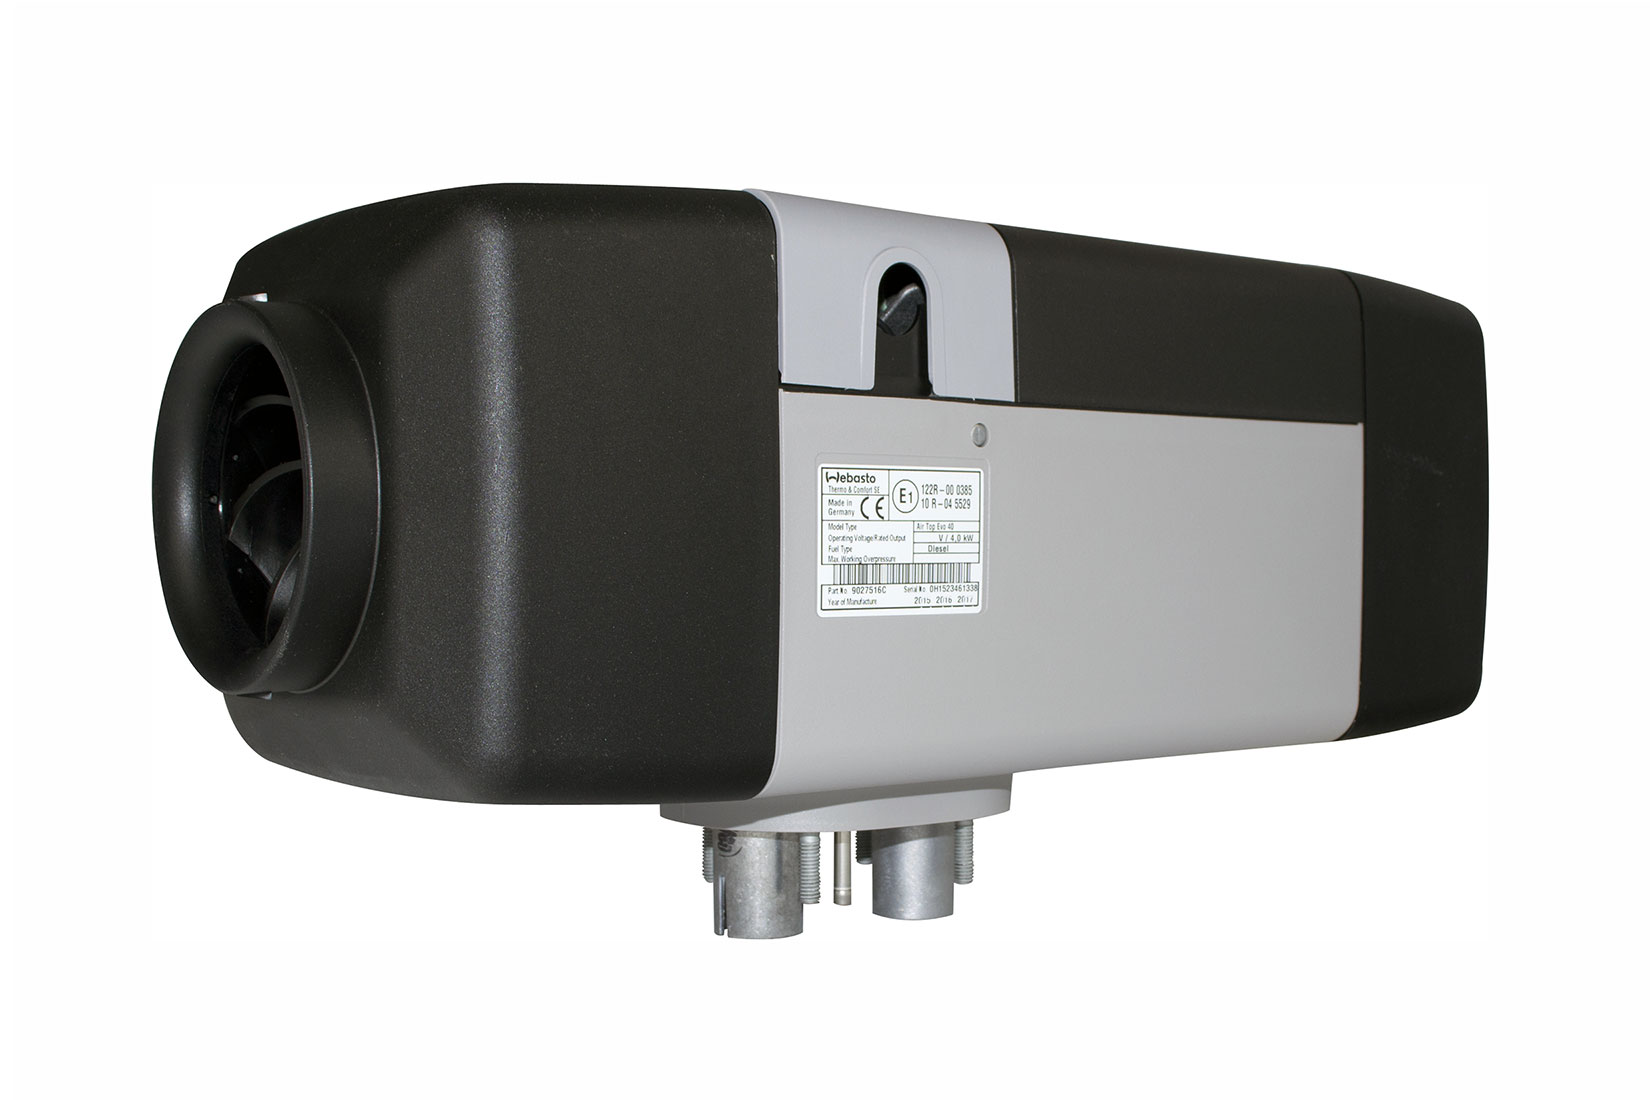 Webasto
Thermo & Comfort SE
Made in
Germany
CE
E1
122R-00 0385
10 R-04 5529
Model Type
Air Top Evo 40
Operating Voltage/Rated Output
V / 4,0 kW
Fuel Type
Diesel
Max. Working Overpressure
Part No. 9027516C
Serial No. 0H1523461338
Year of Manufacture
2015 2016 2017